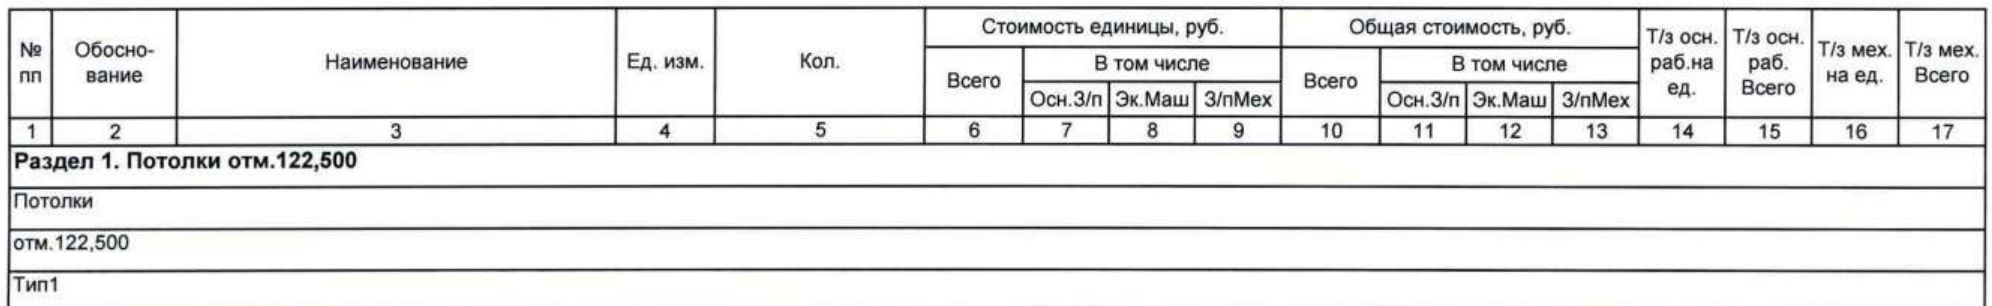 № пп
Обосно-
вание
Наименование
Ед. изм.
Кол.
Стоимость единицы, руб.
Всего
В том числе
Осн.З/п Эк.Маш З/пМех
Общая стоимость, руб.
Всего
В том числе
Осн.З/п Эк.Маш З/пМех
Т/з осн.
раб.на
ед.
Т/з осн.
раб.
Всего
Т/з мех.
на ед.
Т/з мех.
Всего
1 2 3 4 5 6 7 8 9 10 11 12 13 14 15 16 17
Раздел 1. Потолки отм.122,500
Потолки
отм.122,500
Тип1